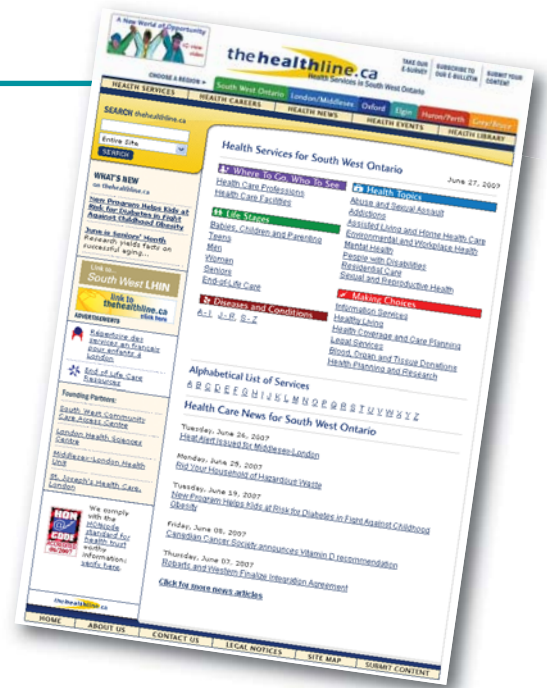 A New World of Opportunity
view
video
thehealthline.ca
Health Services in South West Ontario
TAKE OUR
E-SURVEY
SUBSCRIBE TO
OUR E-BULLETIN
SUBMIT YOUR
CONTENT
CHOOSE A REGION
South West Ontario
London/Middlesex
Oxford
Elgin
Huron/Perth
Grey/Bruce
HEALTH SERVICES
HEALTH CAREERS
HEALTH NEWS
HEALTH EVENTS
HEALTH LIBRARY
SEARCH thehealthline.ca
Entire Site
SEARCH
WHAT'S NEW
on thehealthline.ca
New Program Helps Kids at
Risk for Diabetes in Fight
Against Childhood Obesity
June is Seniors' Month
Research yields facts on
successful aging...
Link to...
South West LHIN
link to
thehealthline.ca
click here
ADVERTISEMENTS
Répertoire des
services en français
pour enfants à
London
End of Life Care
Resources
Founding Partners:
South West Community
Care Access Centre
London Health Sciences
Centre
Middlesex-London Health
Unit
St. Joseph's Health Care,
London
HON
@
CODE
06/2007
We comply
with the
HONcode
standard for
health trust
worthy
information:
verify here.
thehealthline.ca
Health Services for South West Ontario
June 27, 2007
Where To Go, Who To See
Health Care Professions
Health Care Facilities
Life Stages
Babies, Children and Parenting
Teens
Men
Women
Seniors
End-of-Life Care
Diseases and Conditions
A-I J-R S-Z
Health Topics
Abuse and Sexual Assault
Addictions
Assisted Living and Home Health Care
Environmental and Workplace Health
Mental Health
People with Disabilities
Residential Care
Sexual and Reproductive Health
Making Choices
Information Services
Healthy Living
Health Coverage and Care Planning
Legal Services
Blood, Organ and Tissue Donations
Health Planning and Research
Alphabetical List of Services
A B C D E F G H I J K L M N O P Q R S T U V W X Y Z
Health Care News for South West Ontario
Tuesday, June 26, 2007
Heat Alert Issued for Middlesex-London
Monday, June 25, 2007
Rid Your Household of Hazardous Waste
Tuesday, June 19, 2007
New Program Helps Kids at Risk for Diabetes in Fight Against Childhood
Obesity
Friday, June 08, 2007
Canadian Cancer Society announces Vitamin D recommendation
Thursday, June 07, 2007
Robarts and Western Finalize Integration Agreement
Click for more news articles
HOME
ABOUT US
CONTACT US
LEGAL NOTICES
SITE MAP
SUBMIT CONTENT